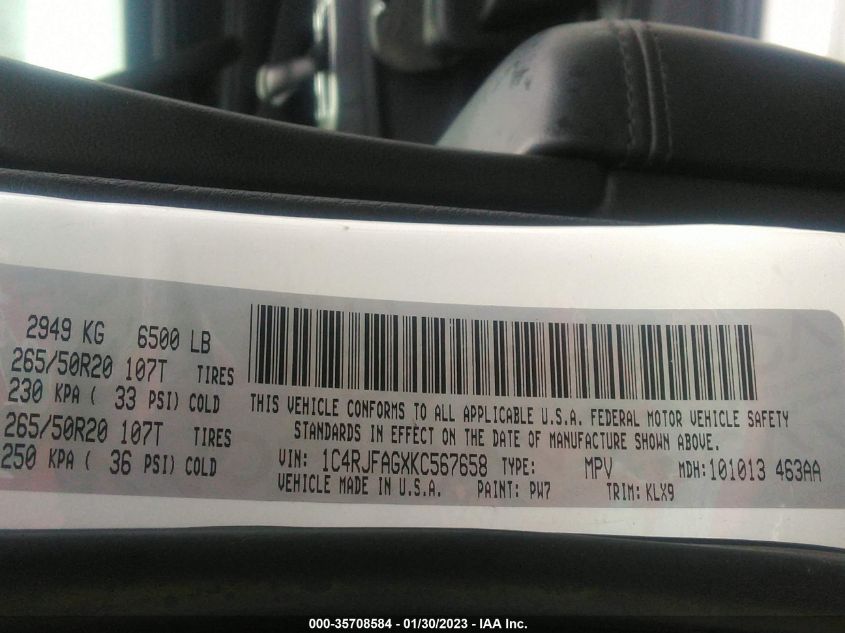 2949 KG 6500 LB
265/50R20 107T TIRES
230 KPA ( 33 PSI) COLD
265/50R20 107T TIRES
250 KPA ( 36 PSI) COLD
THIS VEHICLE CONFORMS TO ALL APPLICABLE U.S.A. FEDERAL MOTOR VEHICLE SAFETY
STANDARDS IN EFFECT ON THE DATE OF MANUFACTURE SHOWN ABOVE.
VIN: 1C4RJFAGXKC567658 TYPE: MPV MDH:101013 463AA
VEHICLE MADE IN U.S.A. PAINT: PW7 TRIM: KLX9
000-35708584 - 01/30/2023 - IAA Inc.